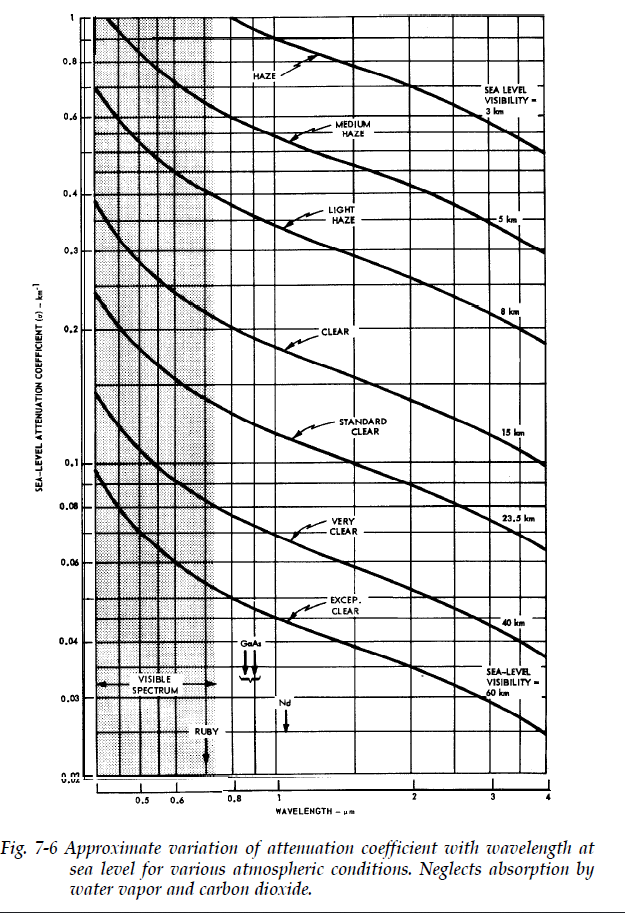 1
0.8
0.6
0.4
0.3
0.2
0.1
0.08
0.06
0.04
0.03
0.02
SEA-LEVEL ATTENUATION COEFFICIENT (σ) – km⁻¹
HAZE
SEA LEVEL
VISIBILITY =
3 km
MEDIUM
HAZE
5 km
LIGHT
HAZE
8 km
CLEAR
15 km
STANDARD
CLEAR
23.5 km
VERY
CLEAR
40 km
EXCEP.
CLEAR
SEA-LEVEL
VISIBILITY =
60 km
GaAs
VISIBLE
SPECTRUM
Nd
RUBY
0.5 0.6 0.8 1 2 3 4
WAVELENGTH – μm
Fig. 7-6 Approximate variation of attenuation coefficient with wavelength at
sea level for various atmospheric conditions. Neglects absorption by
water vapor and carbon dioxide.